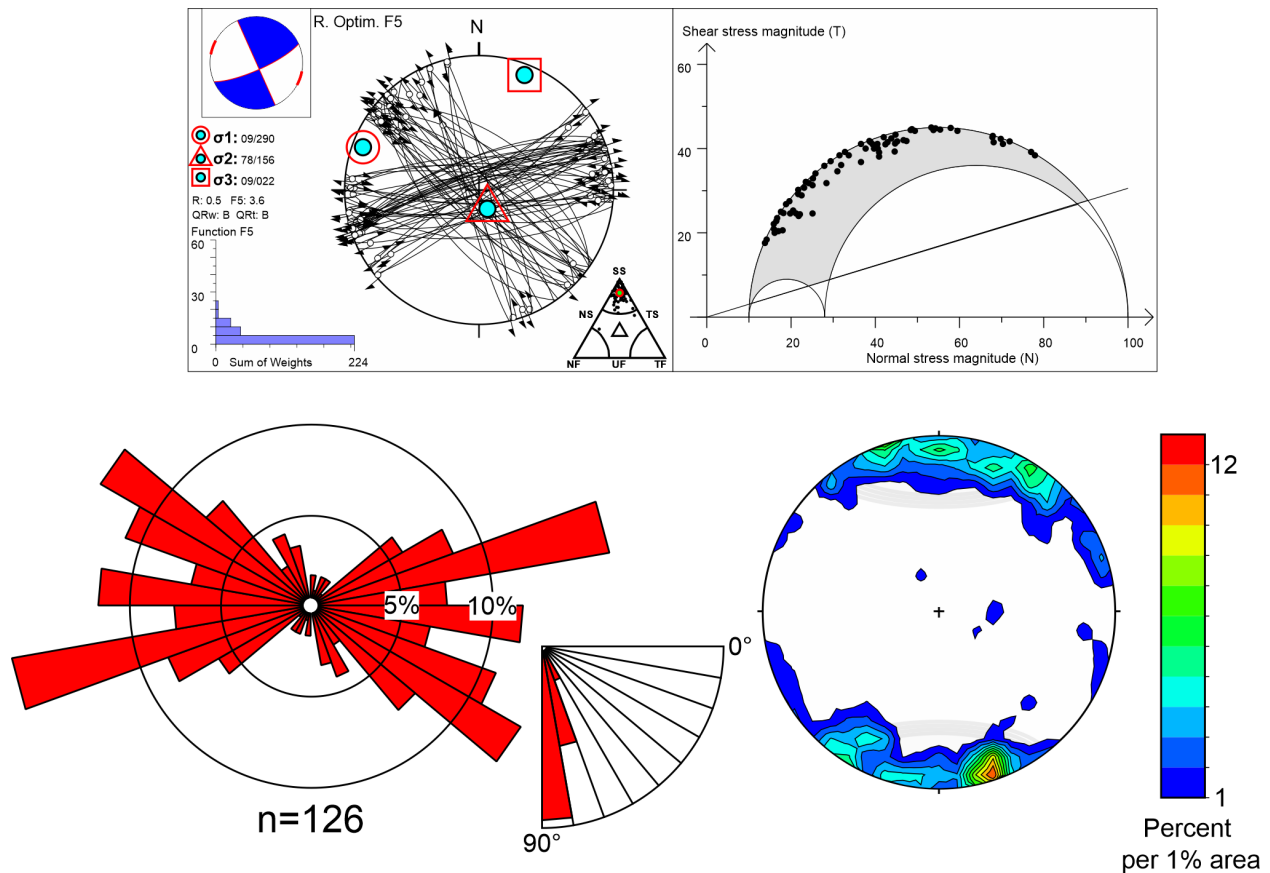 R. Optim. F5
N
σ1: 09/290
σ2: 78/156
σ3: 09/022
R: 0.5 F5: 3.6
QRw: B QRt: B
Function F5
60
30
0
0 Sum of Weights 224
SS
NS TS
NF UF TF
Shear stress magnitude (T)
60
40
20
0 20 40 60 80 100
Normal stress magnitude (N)
5% 10%
n=126
0°
90°
12
1
Percent
per 1% area